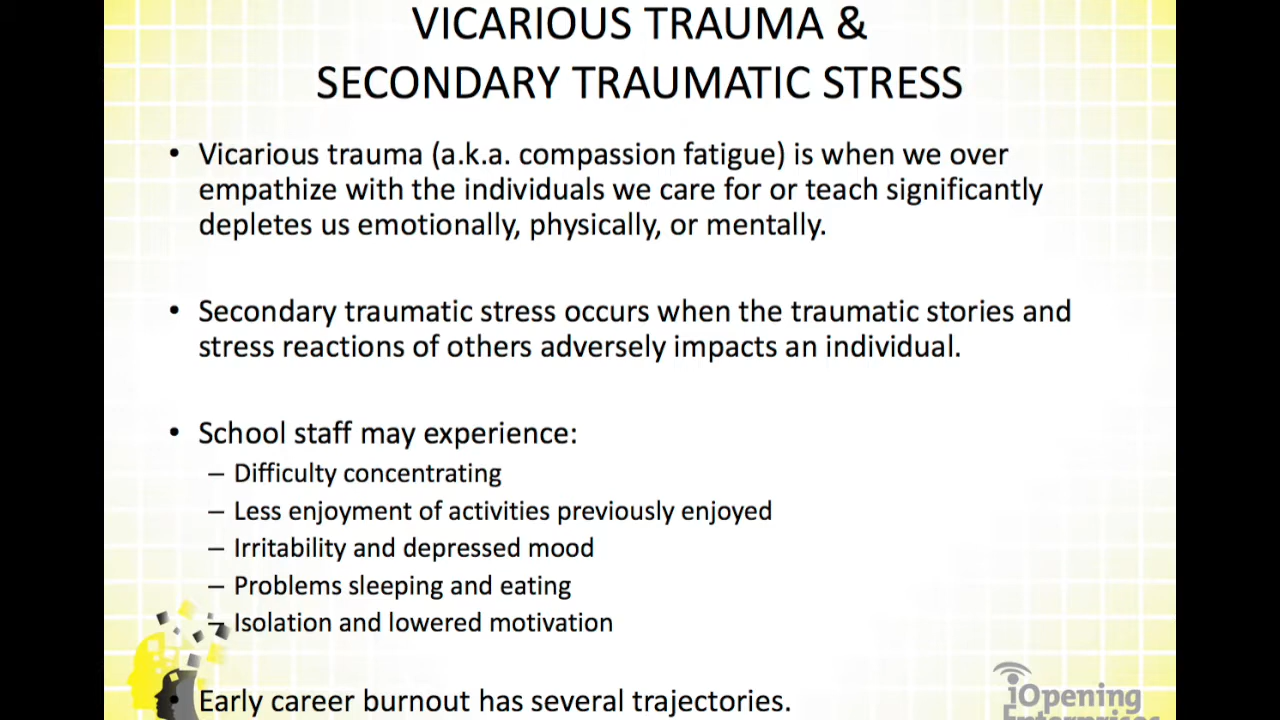 VICARIOUS TRAUMA &
SECONDARY TRAUMATIC STRESS
• Vicarious trauma (a.k.a. compassion fatigue) is when we over
empathize with the individuals we care for or teach significantly
depletes us emotionally, physically, or mentally.
• Secondary traumatic stress occurs when the traumatic stories and
stress reactions of others adversely impacts an individual.
• School staff may experience:
– Difficulty concentrating
– Less enjoyment of activities previously enjoyed
– Irritability and depressed mood
– Problems sleeping and eating
– Isolation and lowered motivation
• Early career burnout has several trajectories.
iOpening
Enterprises